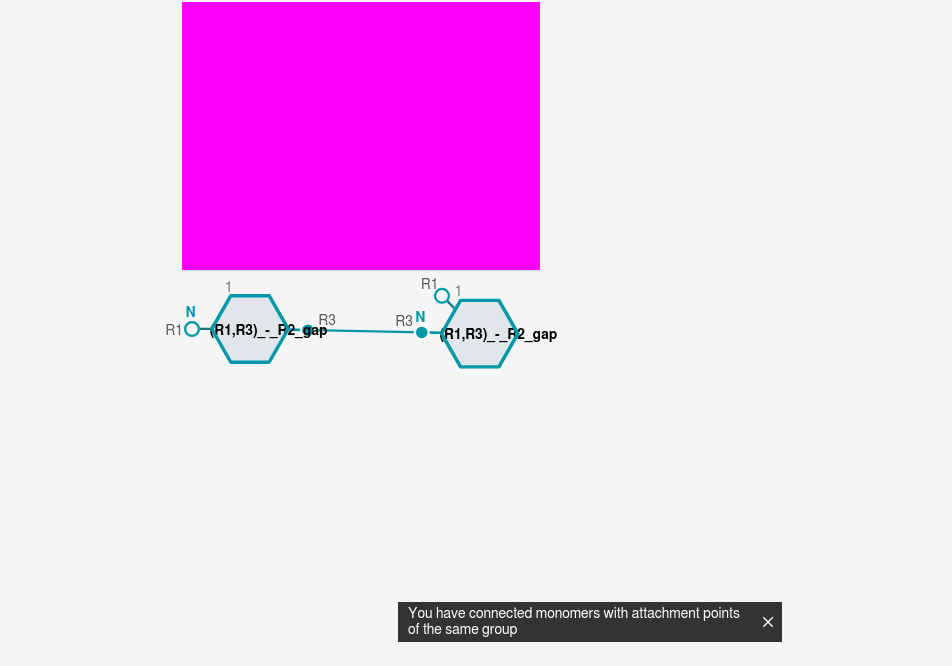 R1
1
1
N
N
R3
R3
R1
(R1,R3)_-_R2_gap
(R1,R3)_-_R2_gap
You have connected monomers with attachment points
of the same group